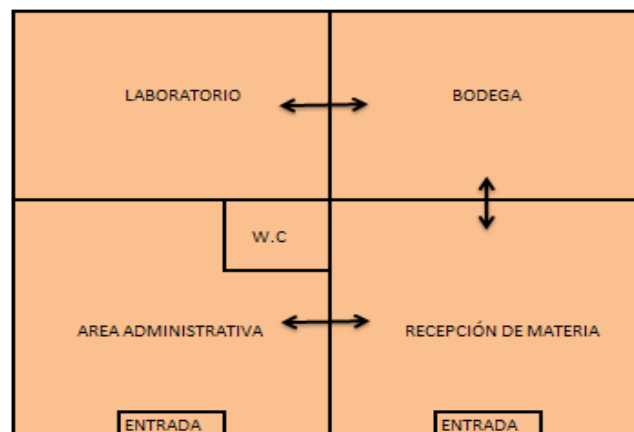 LABORATORIO
BODEGA
W.C
AREA ADMINISTRATIVA
RECEPCIÓN DE MATERIA
ENTRADA
ENTRADA